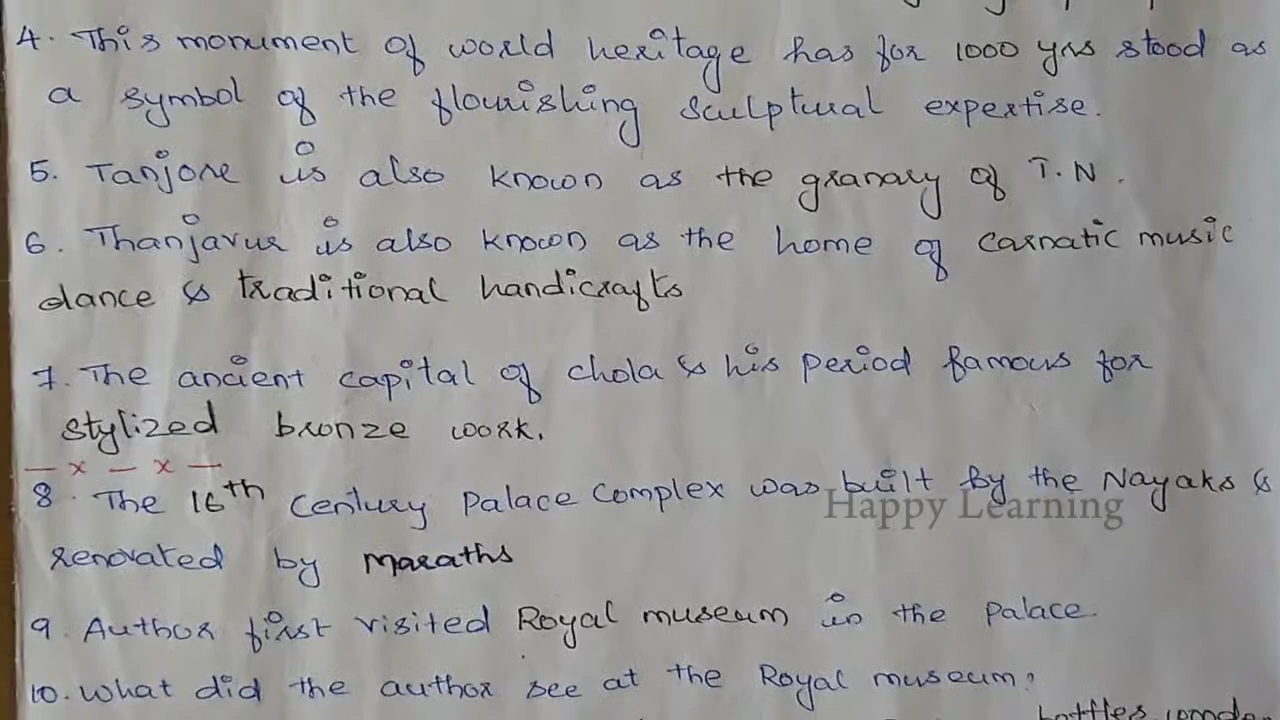 4. This monument of world heritage has for 1000 yrs stood as
a symbol of the flourishing sculptual expertise.
5. Tanjore is also known as the granary of T.N.
6. Thanjavur is also known as the home of carnatic music
dance & traditional handicrafts
7. The ancient capital of chola & his period famous for
stylized bronze work.
— x — x —
8. The 16th Century Palace Complex was built by the Nayaks &
Happy Learning
renovated by Maraths
9. Author first visited Royal museum in the palace.
10. What did the author see at the Royal museum?
bottles